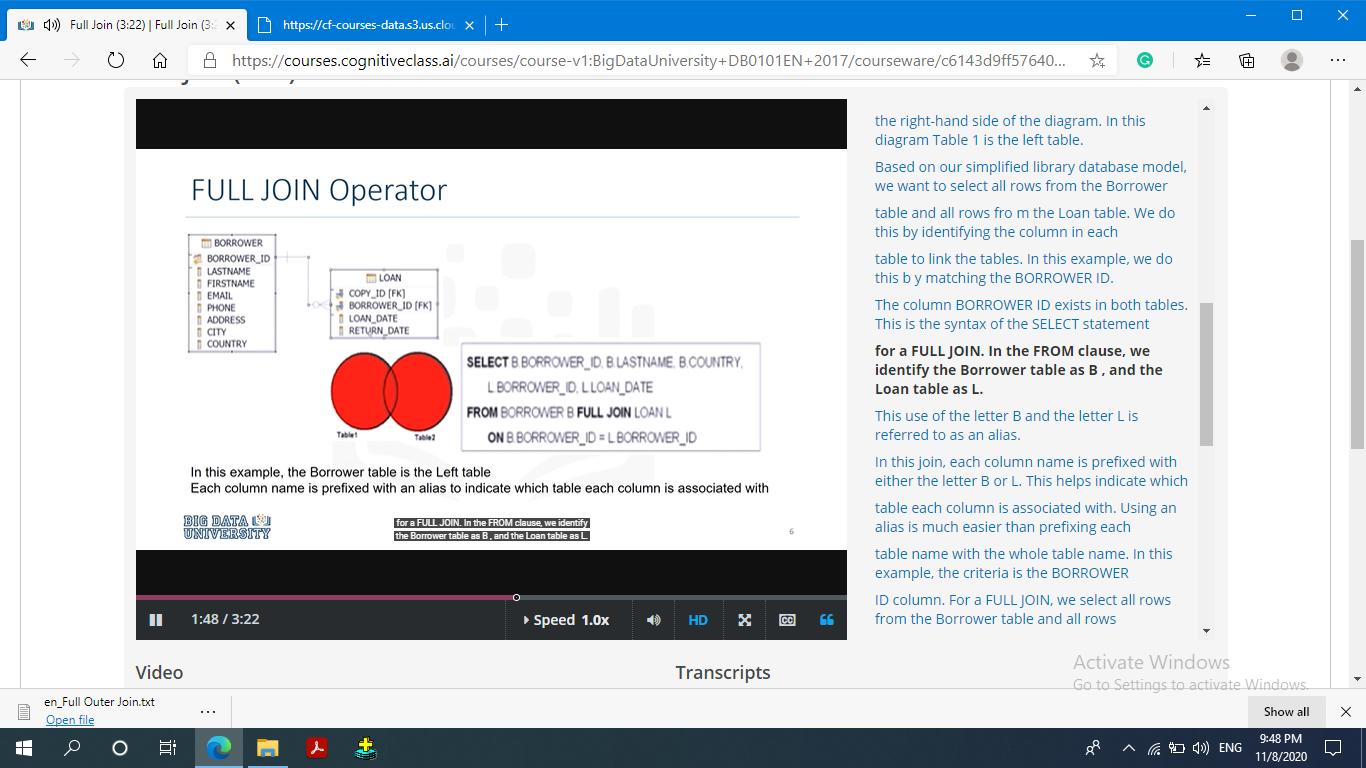 Full Join (3:22) | Full Join (3:2
https://cf-courses-data.s3.us.clou
https://courses.cognitiveclass.ai/courses/course-v1:BigDataUniversity+DB0101EN+2017/courseware/c6143d9ff57640...
FULL JOIN Operator
BORROWER
BORROWER_ID
LASTNAME
FIRSTNAME
EMAIL
PHONE
ADDRESS
CITY
COUNTRY
LOAN
COPY_ID [FK]
BORROWER_ID [FK]
LOAN_DATE
RETURN_DATE
Table1
Table2
SELECT B.BORROWER_ID, B.LASTNAME, B.COUNTRY,
L.BORROWER_ID, L.LOAN_DATE
FROM BORROWER B FULL JOIN LOAN L
ON B.BORROWER_ID = L.BORROWER_ID
In this example, the Borrower table is the Left table
Each column name is prefixed with an alias to indicate which table each column is associated with
BIG DATA
UNIVERSITY
for a FULL JOIN. In the FROM clause, we identify
the Borrower table as B , and the Loan table as L.
6
1:48 / 3:22
Speed 1.0x
HD
CC
the right-hand side of the diagram. In this
diagram Table 1 is the left table.
Based on our simplified library database model,
we want to select all rows from the Borrower
table and all rows fro m the Loan table. We do
this by identifying the column in each
table to link the tables. In this example, we do
this b y matching the BORROWER ID.
The column BORROWER ID exists in both tables.
This is the syntax of the SELECT statement
for a FULL JOIN. In the FROM clause, we
identify the Borrower table as B , and the
Loan table as L.
This use of the letter B and the letter L is
referred to as an alias.
In this join, each column name is prefixed with
either the letter B or L. This helps indicate which
table each column is associated with. Using an
alias is much easier than prefixing each
table name with the whole table name. In this
example, the criteria is the BORROWER
ID column. For a FULL JOIN, we select all rows
from the Borrower table and all rows
Video
Transcripts
Activate Windows
Go to Settings to activate Windows.
en_Full Outer Join.txt
Open file
Show all
ENG
9:48 PM
11/8/2020